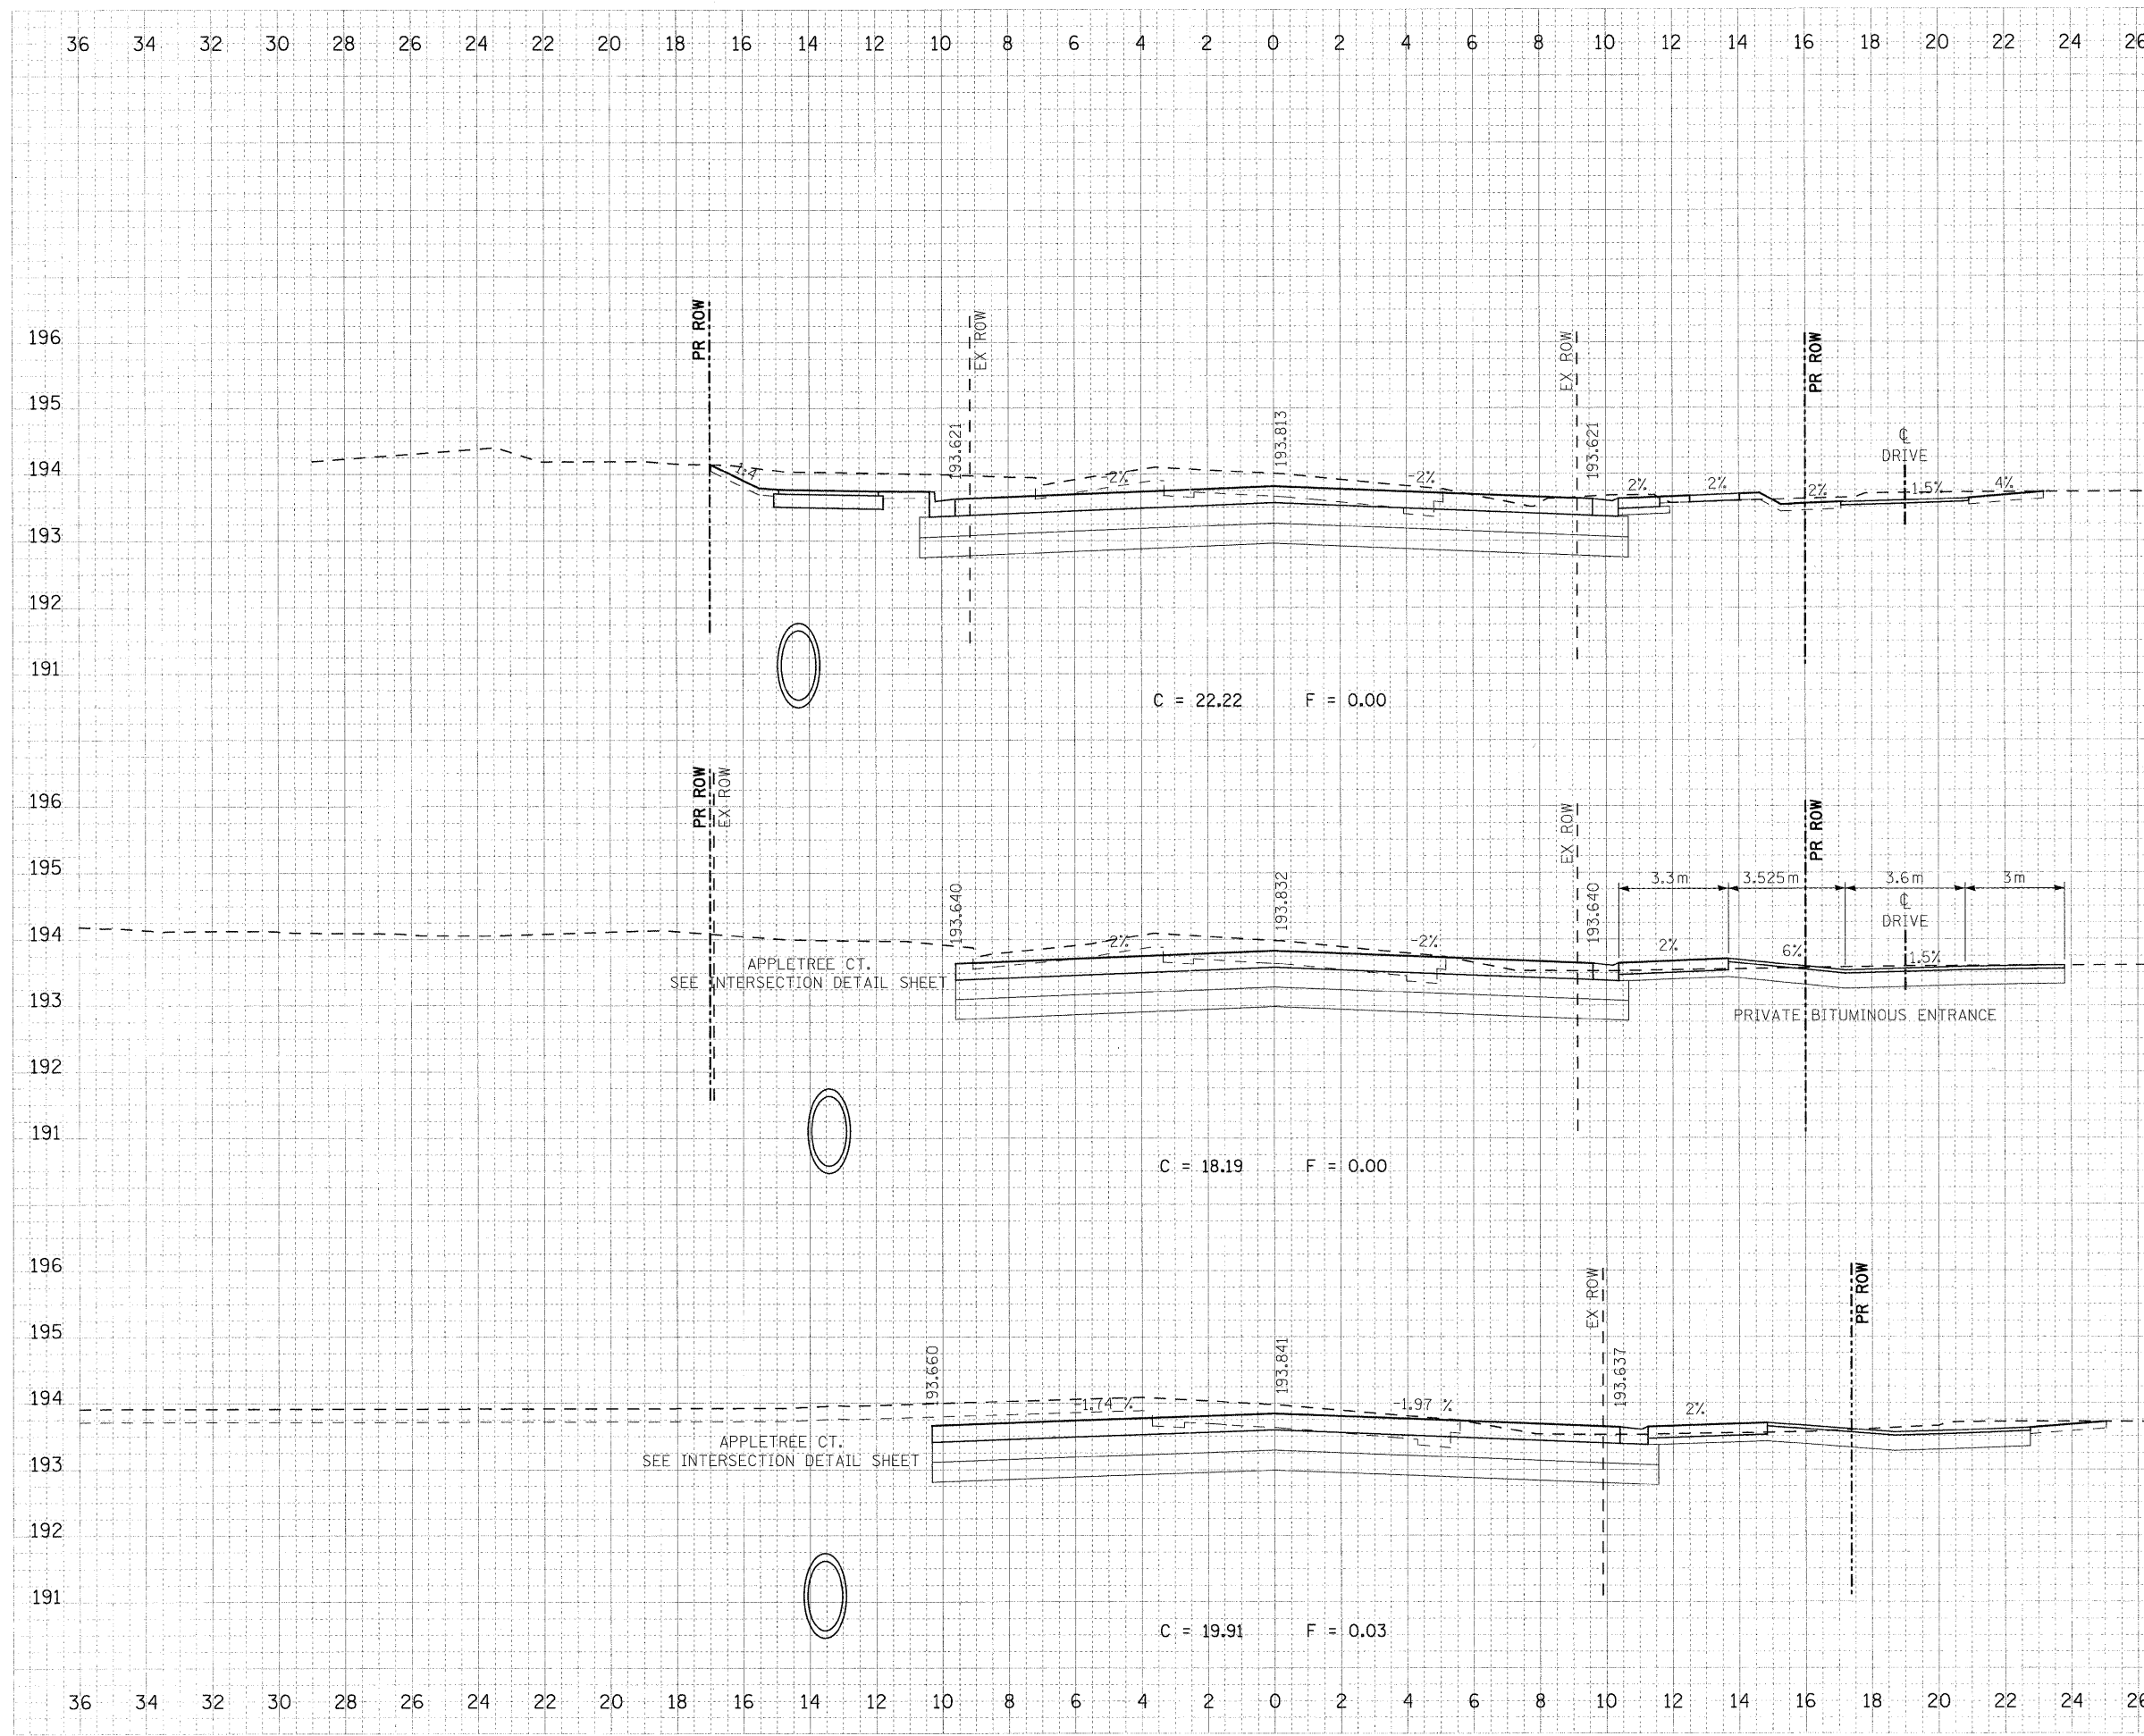 36 34 32 30 28 26 24 22 20 18 16 14 12 10 8 6 4 2 0 2 4 6 8 10 12 14 16 18 20 22 24 26
PR ROW
EX ROW
EX ROW
PR ROW
196
195
194
193
192
191
193.621
193.813
193.621
℄
DRIVE
1:4
-2%
-2%
2%
2%
2%
1.5%
4%
C = 22.22 F = 0.00
PR ROW
EX ROW
EX ROW
PR ROW
196
195
194
193
192
191
193.640
193.832
193.640
3.3m 3.525m 3.6m 3m
℄
DRIVE
-2%
-2%
2%
6%
1.5%
APPLETREE CT.
SEE INTERSECTION DETAIL SHEET
PRIVATE BITUMINOUS ENTRANCE
C = 18.19 F = 0.00
EX ROW
PR ROW
196
195
194
193
192
191
193.660
193.841
193.637
-1.74 %
-1.97 %
2%
APPLETREE CT.
SEE INTERSECTION DETAIL SHEET
C = 19.91 F = 0.03
36 34 32 30 28 26 24 22 20 18 16 14 12 10 8 6 4 2 0 2 4 6 8 10 12 14 16 18 20 22 24 26